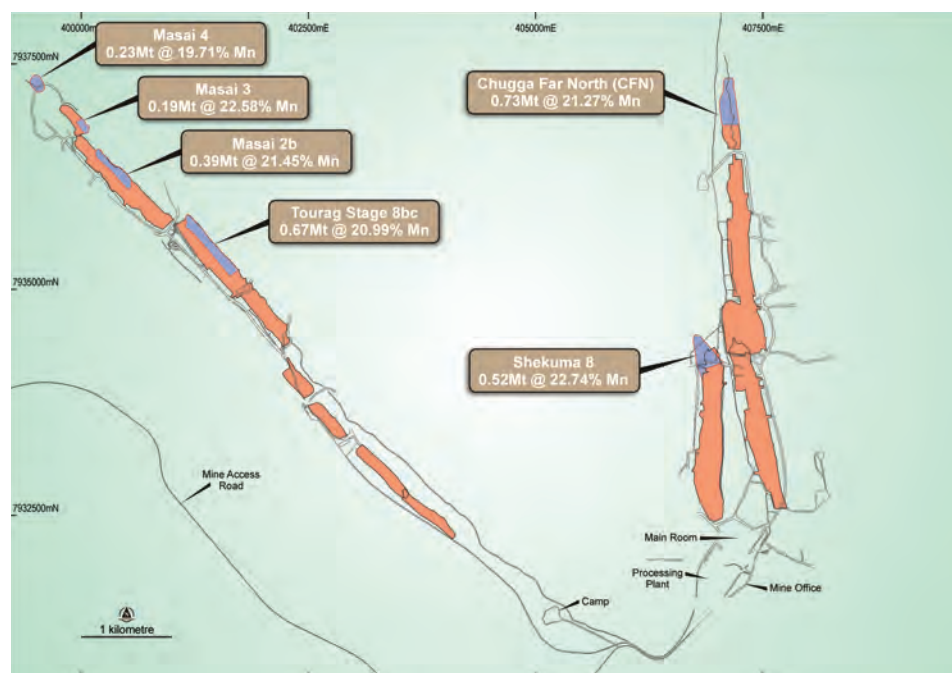 400000mE
402500mE
405000mE
407500mE
7937500mN
Masai 4
0.23Mt @ 19.71% Mn
Masai 3
0.19Mt @ 22.58% Mn
Chugga Far North (CFN)
0.73Mt @ 21.27% Mn
Masai 2b
0.39Mt @ 21.45% Mn
Tourag Stage 8bc
0.67Mt @ 20.99% Mn
7935000mN
Shekuma 8
0.52Mt @ 22.74% Mn
Mine Access
Road
7932500mN
Main Room
Processing
Plant
Mine Office
Camp
1 kilometre